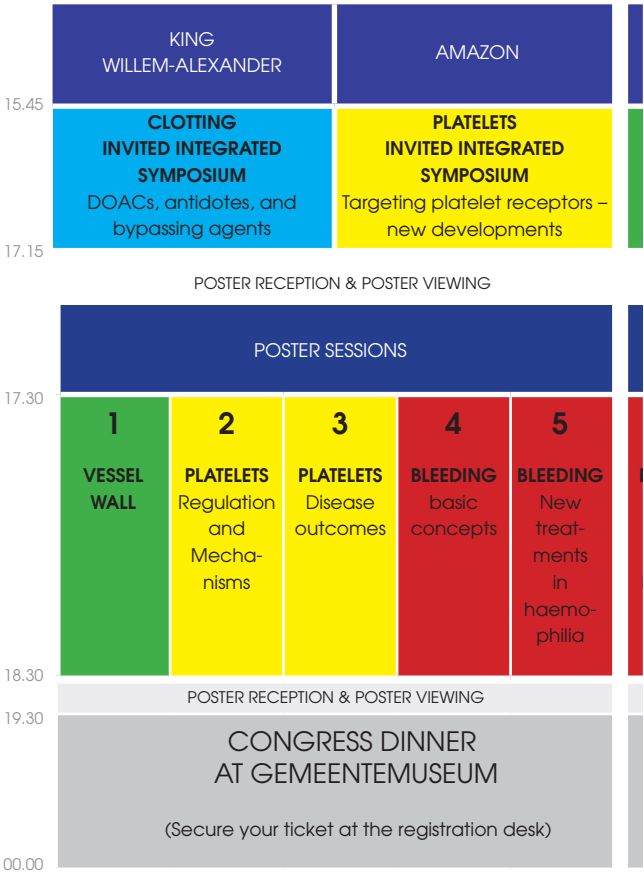 KING
WILLEM-ALEXANDER
AMAZON
15.45
CLOTTING
INVITED INTEGRATED
SYMPOSIUM
DOACs, antidotes, and
bypassing agents
PLATELETS
INVITED INTEGRATED
SYMPOSIUM
Targeting platelet receptors –
new developments
17.15
POSTER RECEPTION & POSTER VIEWING
POSTER SESSIONS
17.30
1
VESSEL
WALL
2
PLATELETS
Regulation
and
Mecha-
nisms
3
PLATELETS
Disease
outcomes
4
BLEEDING
basic
concepts
5
BLEEDING
New
treat-
ments
in
haemo-
philia
18.30
POSTER RECEPTION & POSTER VIEWING
19.30
CONGRESS DINNER
AT GEMEENTEMUSEUM
(Secure your ticket at the registration desk)
00.00